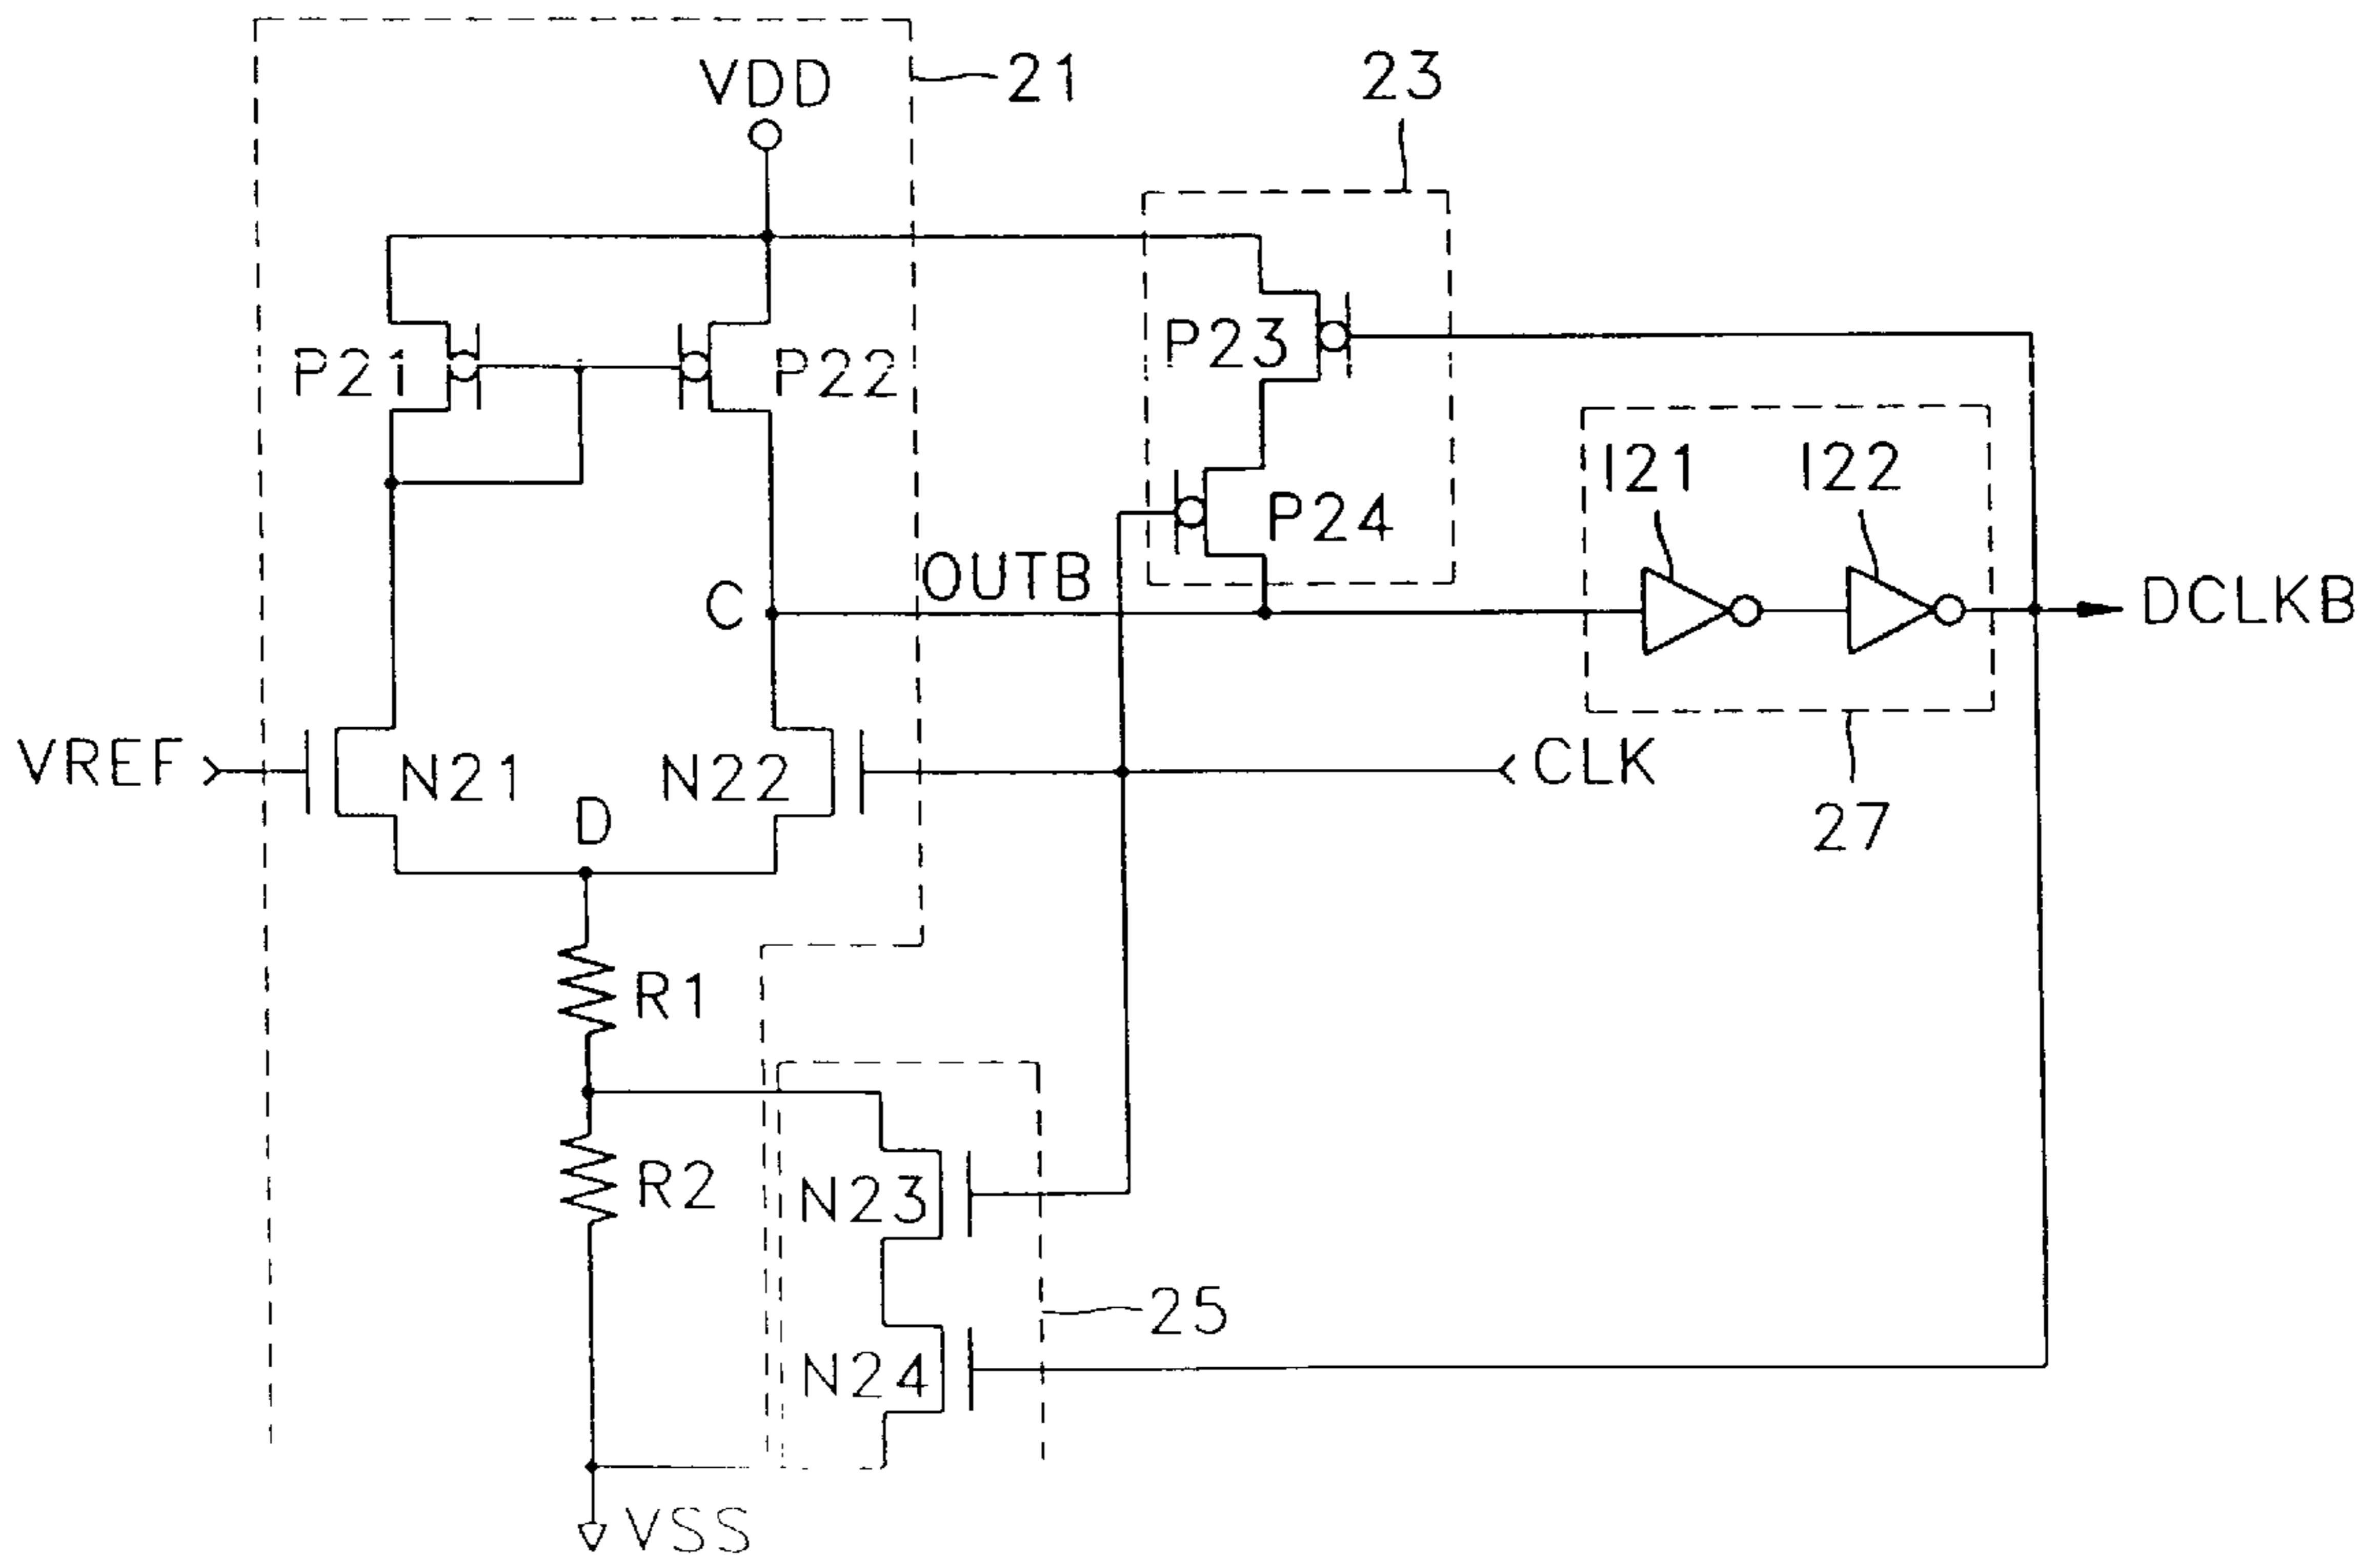 VDD
21
23
P21
P22
P23
I21
I22
P24
C
OUTB
DCLKB
VREF
N21
D
N22
CLK
27
R1
R2
N23
25
N24
VSS